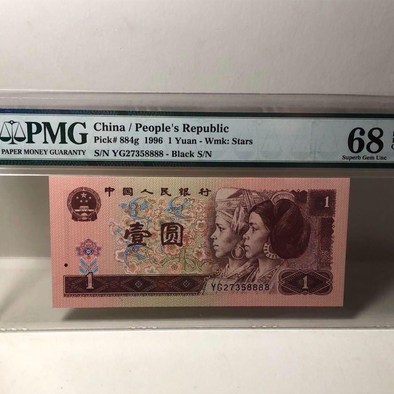 PMG
PAPER MONEY GUARANTY
China / People's Republic
Pick# 884g 1996 1 Yuan - Wmk: Stars
S/N YG27358888 - Black S/N
68
Superb Gem Unc
中国人民银行
1
壹圆
1
YG27358888
1